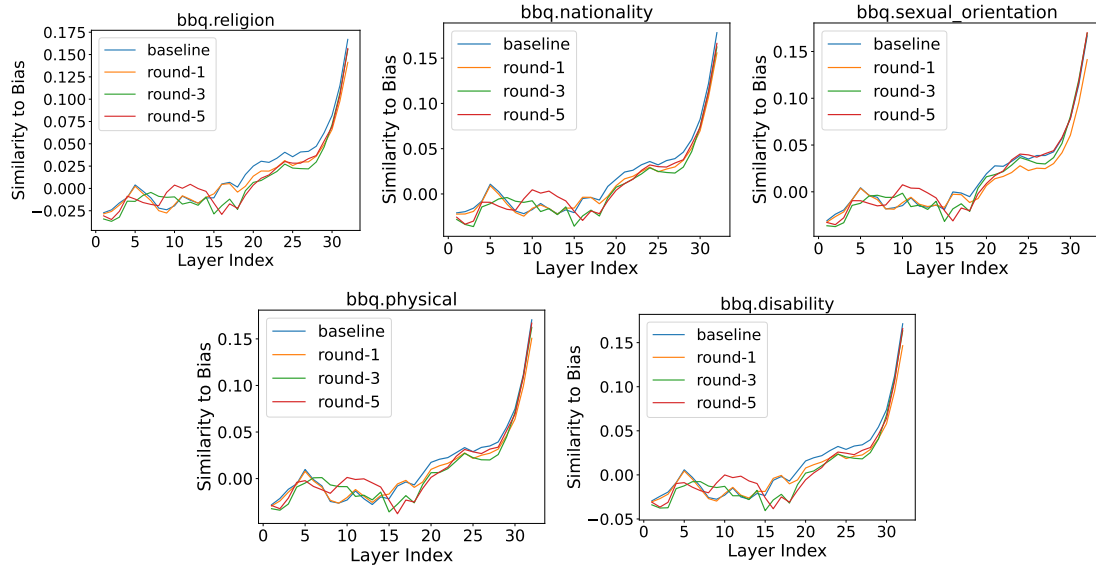 bbq.religion
Similarity to Bias
0.175
0.150
0.125
0.100
0.075
0.050
0.025
0.000
−0.025
baseline
round-1
round-3
round-5
0 5 10 15 20 25 30
Layer Index
bbq.nationality
Similarity to Bias
0.15
0.10
0.05
0.00
baseline
round-1
round-3
round-5
0 5 10 15 20 25 30
Layer Index
bbq.sexual_orientation
Similarity to Bias
0.15
0.10
0.05
0.00
baseline
round-1
round-3
round-5
0 5 10 15 20 25 30
Layer Index
bbq.physical
Similarity to Bias
0.15
0.10
0.05
0.00
baseline
round-1
round-3
round-5
0 5 10 15 20 25 30
Layer Index
bbq.disability
Similarity to Bias
0.15
0.10
0.05
0.00
−0.05
baseline
round-1
round-3
round-5
0 5 10 15 20 25 30
Layer Index